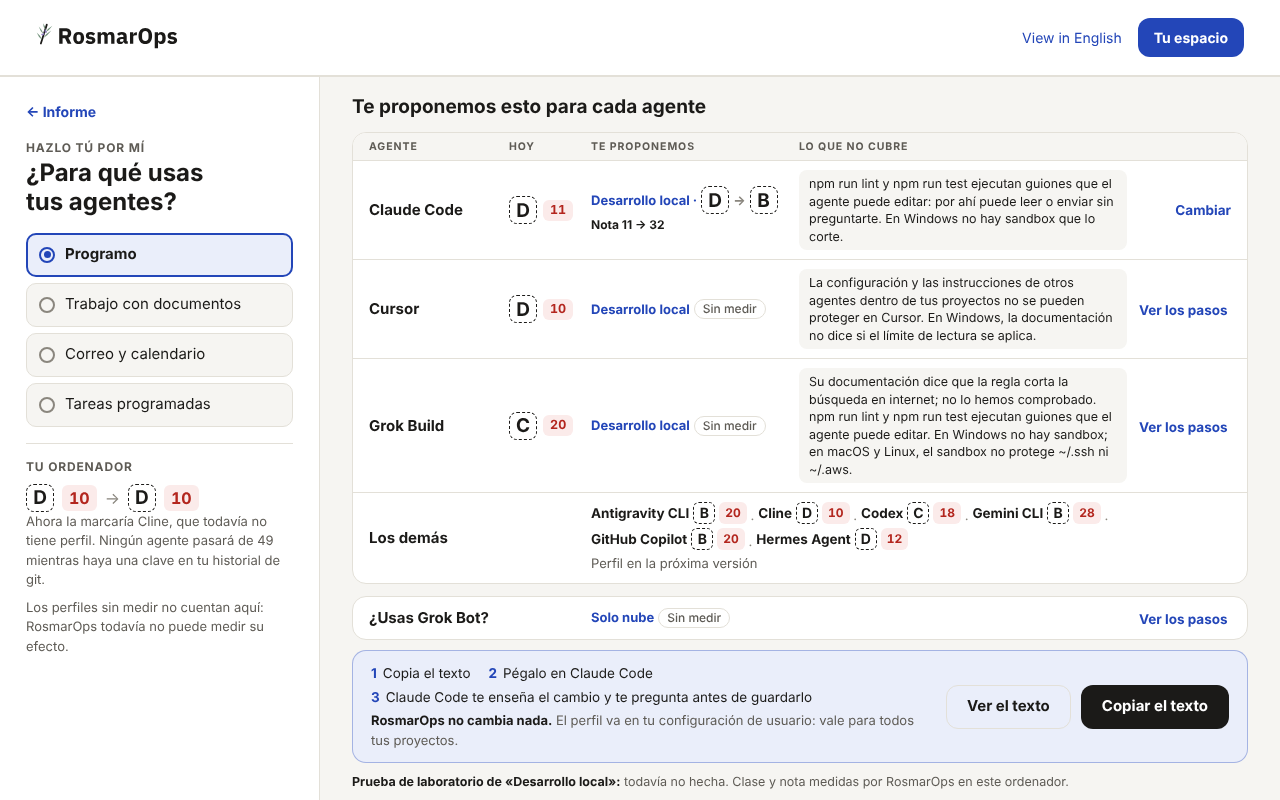 RosmarOps
View in English
Tu espacio
← Informe
HAZLO TÚ POR MÍ
¿Para qué usas
tus agentes?
Programo
Trabajo con documentos
Correo y calendario
Tareas programadas
TU ORDENADOR
D 10 → D 10
Ahora la marcaría Cline, que todavía no
tiene perfil. Ningún agente pasará de 49
mientras haya una clave en tu historial de
git.
Los perfiles sin medir no cuentan aquí:
RosmarOps todavía no puede medir su
efecto.
Te proponemos esto para cada agente
AGENTE HOY TE PROPONEMOS LO QUE NO CUBRE
Claude Code
D 11
Desarrollo local · D → B
Nota 11 → 32
npm run lint y npm run test ejecutan guiones que el
agente puede editar: por ahí puede leer o enviar sin
preguntarte. En Windows no hay sandbox que lo
corte.
Cambiar
Cursor
D 10
Desarrollo local Sin medir
La configuración y las instrucciones de otros
agentes dentro de tus proyectos no se pueden
proteger en Cursor. En Windows, la documentación
no dice si el límite de lectura se aplica.
Ver los pasos
Grok Build
C 20
Desarrollo local Sin medir
Su documentación dice que la regla corta la
búsqueda en internet; no lo hemos comprobado.
npm run lint y npm run test ejecutan guiones que el
agente puede editar. En Windows no hay sandbox;
en macOS y Linux, el sandbox no protege ~/.ssh ni
~/.aws.
Ver los pasos
Los demás
Antigravity CLI B 20 . Cline D 10 . Codex C 18 . Gemini CLI B 28 .
GitHub Copilot B 20 . Hermes Agent D 12
Perfil en la próxima versión
¿Usas Grok Bot?
Solo nube Sin medir
Ver los pasos
1 Copia el texto 2 Pégalo en Claude Code
3 Claude Code te enseña el cambio y te pregunta antes de guardarlo
RosmarOps no cambia nada. El perfil va en tu configuración de usuario: vale para todos
tus proyectos.
Ver el texto
Copiar el texto
Prueba de laboratorio de «Desarrollo local»: todavía no hecha. Clase y nota medidas por RosmarOps en este ordenador.